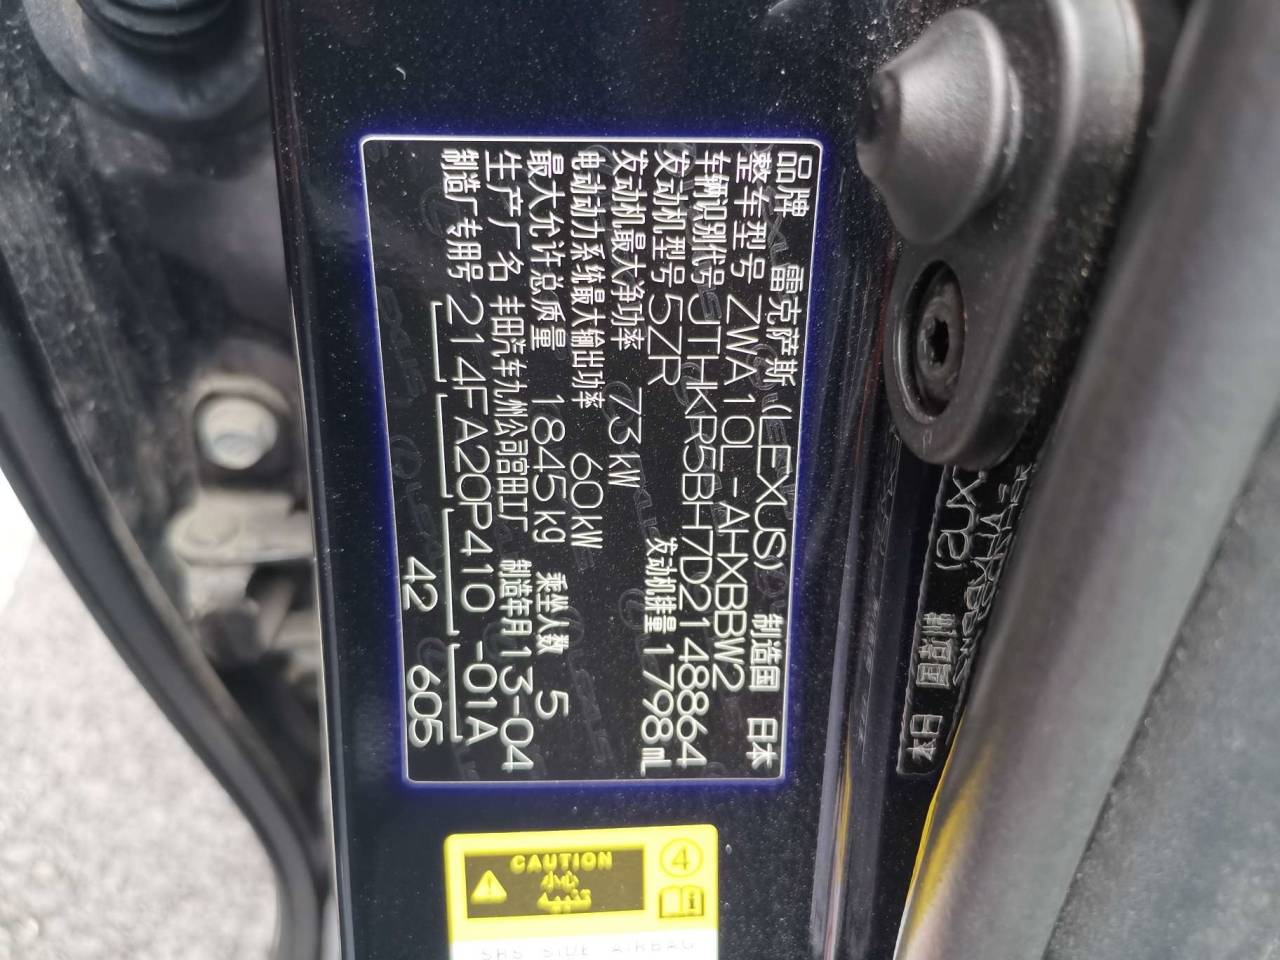 品牌 雷克萨斯(LEXUS) 制造国 日本
整车型号 ZWA10L-AHXBBW2
车辆识别代号 JTHKR5BH7D2148864
发动机型号 5ZR 发动机排量 1798mL
发动机最大净功率 73kW
电动动力系统最大输出功率 60kW
最大允许总质量 1845kg 乘坐人数 5
生产厂名 丰田汽车九州公司宫田工厂 制造年月 13-04
制造厂专用号 214FA20P410-01A
42 605
CAUTION
小心
4
SRS SIDE AIRBAG